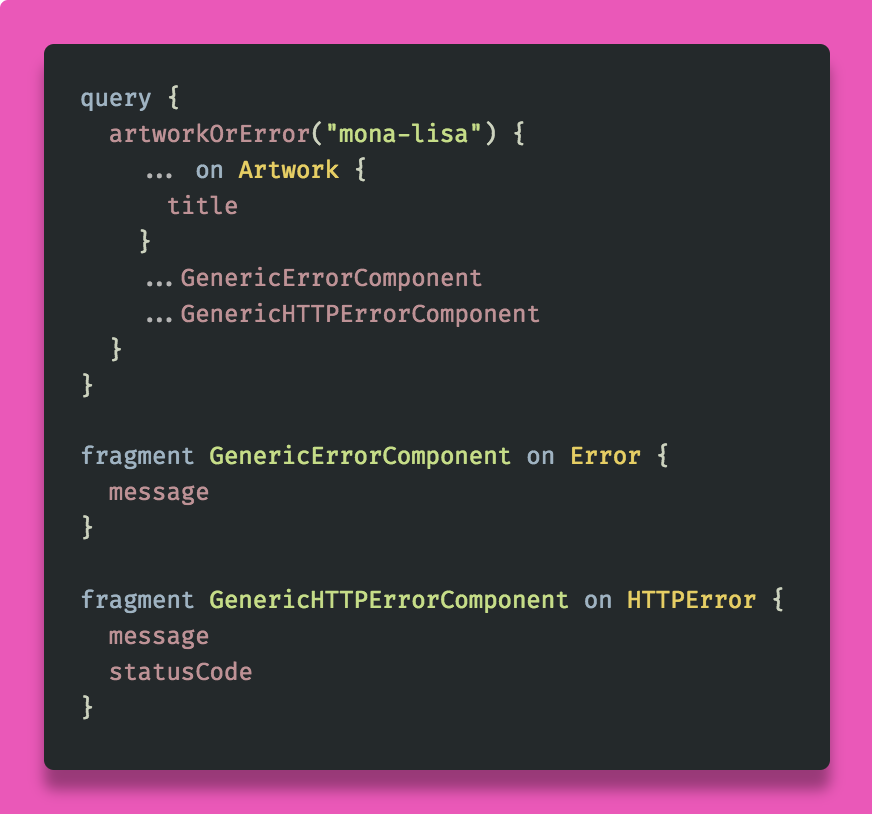 query {
  artworkOrError("mona-lisa") {
    ... on Artwork {
      title
    }
    ...GenericErrorComponent
    ...GenericHTTPErrorComponent
  }
}

fragment GenericErrorComponent on Error {
  message
}

fragment GenericHTTPErrorComponent on HTTPError {
  message
  statusCode
}